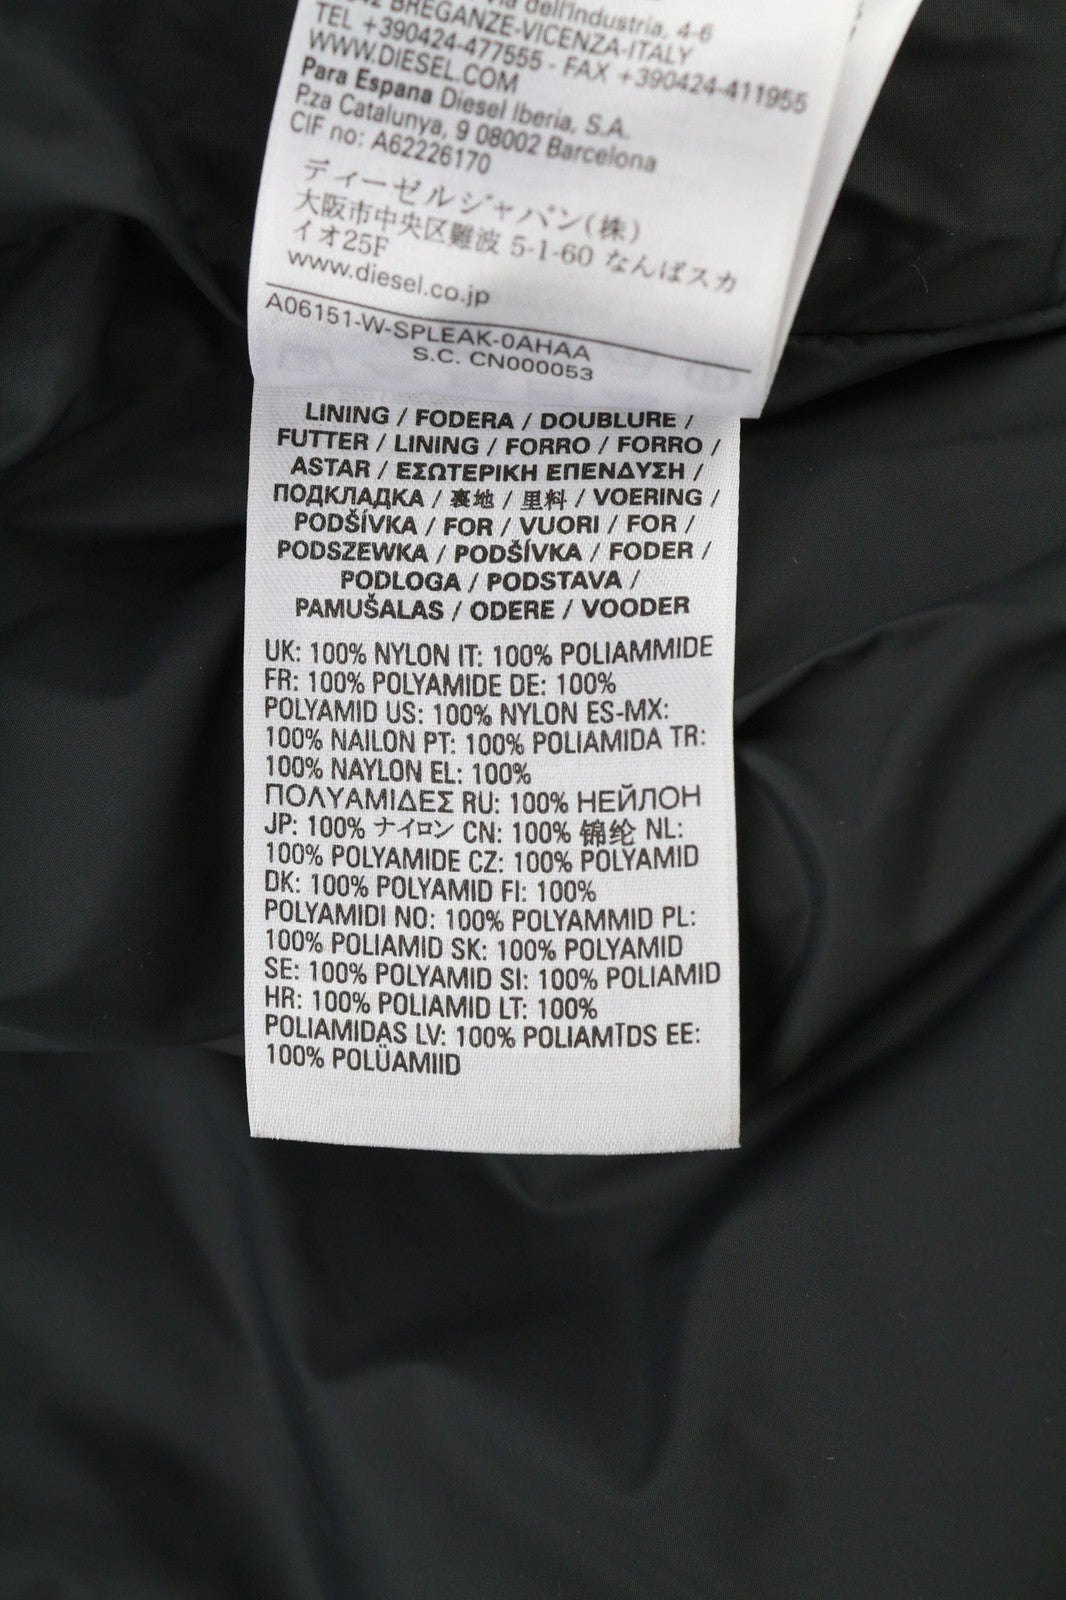 Via dell'Industria, 4-6
BREGANZE-VICENZA-ITALY
TEL +390424-477555 - FAX +390424-411955
WWW.DIESEL.COM
Para Espana Diesel Iberia, S.A.
P.za Catalunya, 9 08002 Barcelona
CIF no: A62226170
ディーゼルジャパン(株)
大阪市中央区難波 5-1-60 なんばスカ
イオ25F
www.diesel.co.jp
A06151-W-SPLEAK-0AHAA
S.C. CN000053
LINING / FODERA / DOUBLURE /
FUTTER / LINING / FORRO / FORRO /
ASTAR / ΕΣΩΤΕΡΙΚΗ ΕΠΕΝΔΥΣΗ /
ПОДКЛАДКА / 裏地 / 里料 / VOERING /
PODŠÍVKA / FOR / VUORI / FOR /
PODSZEWKA / PODŠÍVKA / FODER /
PODLOGA / PODSTAVA /
PAMUŠALAS / ODERE / VOODER
UK: 100% NYLON IT: 100% POLIAMMIDE
FR: 100% POLYAMIDE DE: 100%
POLYAMID US: 100% NYLON ES-MX:
100% NAILON PT: 100% POLIAMIDA TR:
100% NAYLON EL: 100%
ΠΟΛΥΑΜΙΔΕΣ RU: 100% НЕЙЛОН
JP: 100% ナイロン CN: 100% 锦纶 NL:
100% POLYAMIDE CZ: 100% POLYAMID
DK: 100% POLYAMID FI: 100%
POLYAMIDI NO: 100% POLYAMMID PL:
100% POLIAMID SK: 100% POLYAMID
SE: 100% POLYAMID SI: 100% POLIAMID
HR: 100% POLIAMID LT: 100%
POLIAMIDAS LV: 100% POLIAMĪDS EE:
100% POLÜAMIID